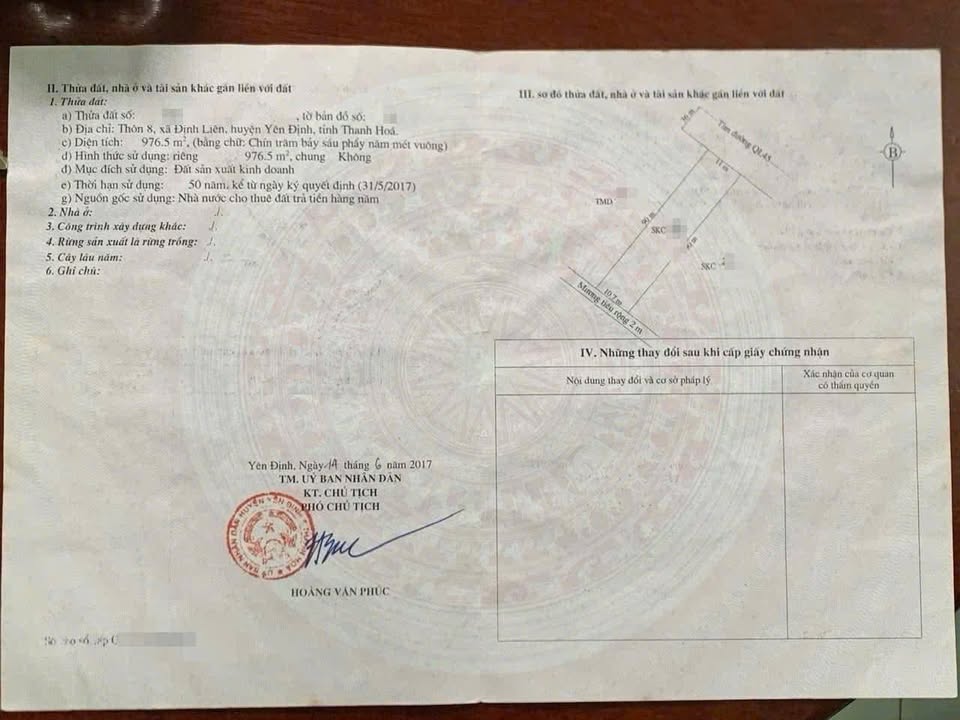 II. Thửa đất, nhà ở và tài sản khác gắn liền với đất
1. Thửa đất:
a) Thửa đất số: , tờ bản đồ số:
b) Địa chỉ: Thôn 8, xã Định Liên, huyện Yên Định, tỉnh Thanh Hoá.
c) Diện tích: 976.5 m², (bằng chữ: Chín trăm bảy sáu phẩy năm mét vuông)
d) Hình thức sử dụng: riêng 976.5 m², chung Không
đ) Mục đích sử dụng: Đất sản xuất kinh doanh
e) Thời hạn sử dụng: 50 năm, kể từ ngày ký quyết định (31/5/2017)
g) Nguồn gốc sử dụng: Nhà nước cho thuê đất trả tiền hàng năm
2. Nhà ở: ./.
3. Công trình xây dựng khác: ./.
4. Rừng sản xuất là rừng trồng: ./.
5. Cây lâu năm: ./.
6. Ghi chú:
Yên Định, Ngày 19 tháng 6 năm 2017
TM. UỶ BAN NHÂN DÂN
KT. CHỦ TỊCH
PHÓ CHỦ TỊCH
HOÀNG VĂN PHÚC
III. sơ đồ thửa đất, nhà ở và tài sản khác gắn liền với đất
36 m
Tim đường QL45
B
11 m
TMD
90 m
SKC
SKC
10.7 m
Mương tiêu rộng 2 m
IV. Những thay đổi sau khi cấp giấy chứng nhận
Nội dung thay đổi và cơ sở pháp lý
Xác nhận của cơ quan
có thẩm quyền